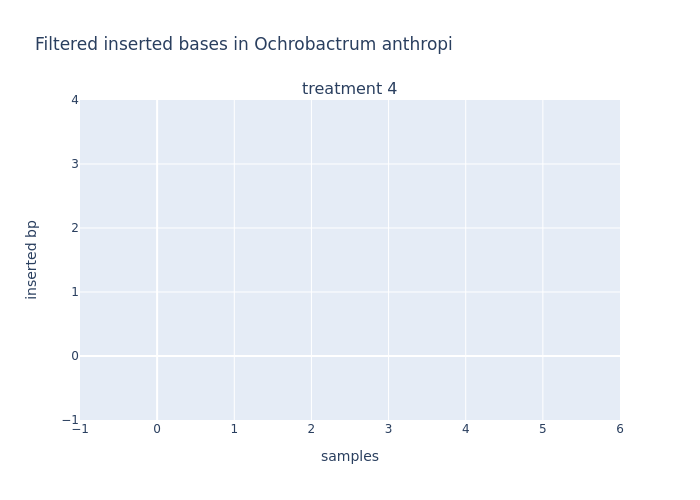 Filtered inserted bases in Ochrobactrum anthropi
treatment 4
4
3
2
1
0
−1
inserted bp
−1 0 1 2 3 4 5 6
samples